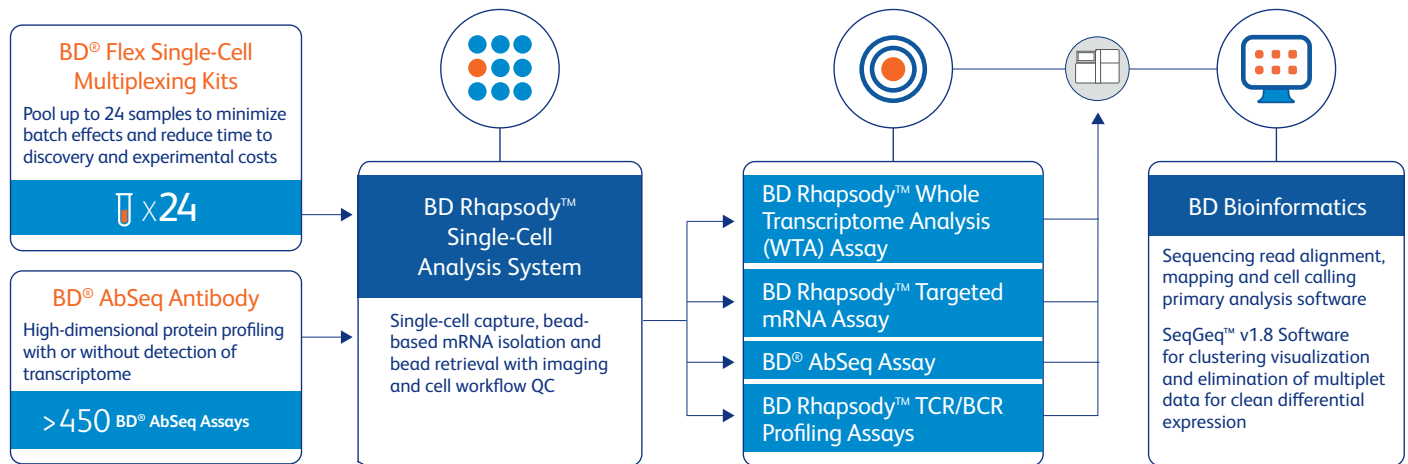 BD® Flex Single-Cell
Multiplexing Kits
Pool up to 24 samples to minimize
batch effects and reduce time to
discovery and experimental costs
x24
BD® AbSeq Antibody
High-dimensional protein profiling
with or without detection of
transcriptome
>450 BD® AbSeq Assays
BD Rhapsody™
Single-Cell
Analysis System
Single-cell capture, bead-
based mRNA isolation and
bead retrieval with imaging
and cell workflow QC
BD Rhapsody™ Whole
Transcriptome Analysis
(WTA) Assay
BD Rhapsody™ Targeted
mRNA Assay
BD® AbSeq Assay
BD Rhapsody™ TCR/BCR
Profiling Assays
BD Bioinformatics
Sequencing read alignment,
mapping and cell calling
primary analysis software
SeqGeq™ v1.8 Software
for clustering visualization
and elimination of multiplet
data for clean differential
expression